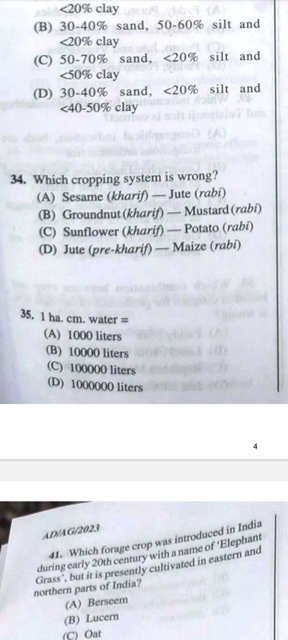 <20% clay
(B) 30-40% sand, 50-60% silt and
<20% clay
(C) 50-70% sand, <20% silt and
<50% clay
(D) 30-40% sand, <20% silt and
<40-50% clay
34. Which cropping system is wrong?
(A) Sesame (kharif) — Jute (rabi)
(B) Groundnut (kharif) — Mustard (rabi)
(C) Sunflower (kharif) — Potato (rabi)
(D) Jute (pre-kharif) — Maize (rabi)
35. 1 ha. cm. water =
(A) 1000 liters
(B) 10000 liters
(C) 100000 liters
(D) 1000000 liters
4
AD/AG/2023
41. Which forage crop was introduced in India
during early 20th century with a name of 'Elephant
Grass', but it is presently cultivated in eastern and
northern parts of India?
(A) Berseem
(B) Lucern
(C) Oat